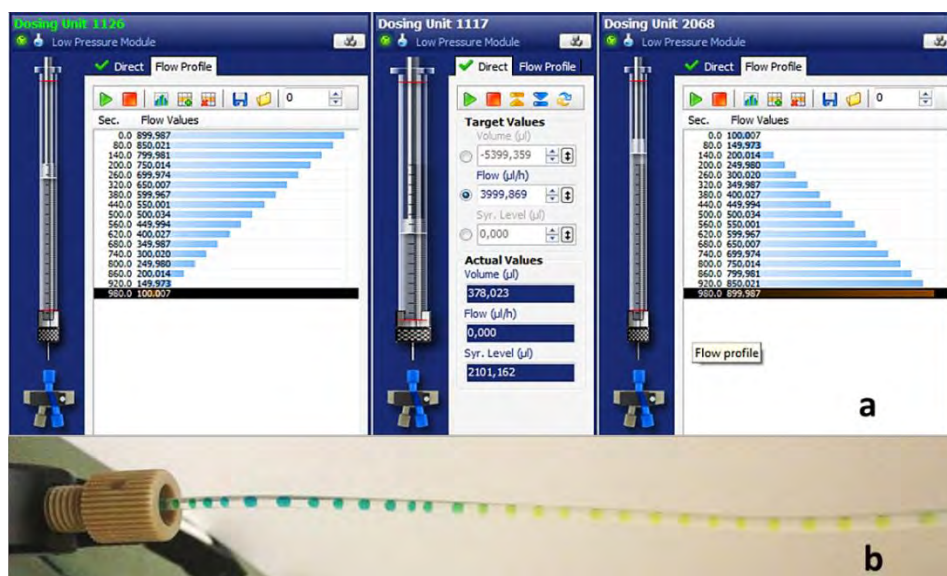 Dosing Unit 1126
Low Pressure Module
Direct Flow Profile
0
Sec. Flow Values
0.0 899,987
80.0 850,021
140.0 799,981
200.0 750,014
260.0 699,974
320.0 650,007
380.0 599,967
440.0 550,001
500.0 500,034
560.0 449,994
620.0 400,027
680.0 349,987
740.0 300,020
800.0 249,980
860.0 200,014
920.0 149,973
980.0 100,007
Dosing Unit 1117
Low Pressure Module
Direct Flow Profile
Target Values
Volume (µl)
-5399,359
Flow (µl/h)
3999,869
Syr. Level (µl)
0,000
Actual Values
Volume (µl)
378,023
Flow (µl/h)
0,000
Syr. Level (µl)
2101,162
Dosing Unit 2068
Low Pressure Module
Direct Flow Profile
0
Sec. Flow Values
0.0 100,007
80.0 149,973
140.0 200,014
200.0 249,980
260.0 300,020
320.0 349,987
380.0 400,027
440.0 449,994
500.0 500,034
560.0 550,001
620.0 599,967
680.0 650,007
740.0 699,974
800.0 750,014
860.0 799,981
920.0 850,021
980.0 899,987
Flow profile
a
b